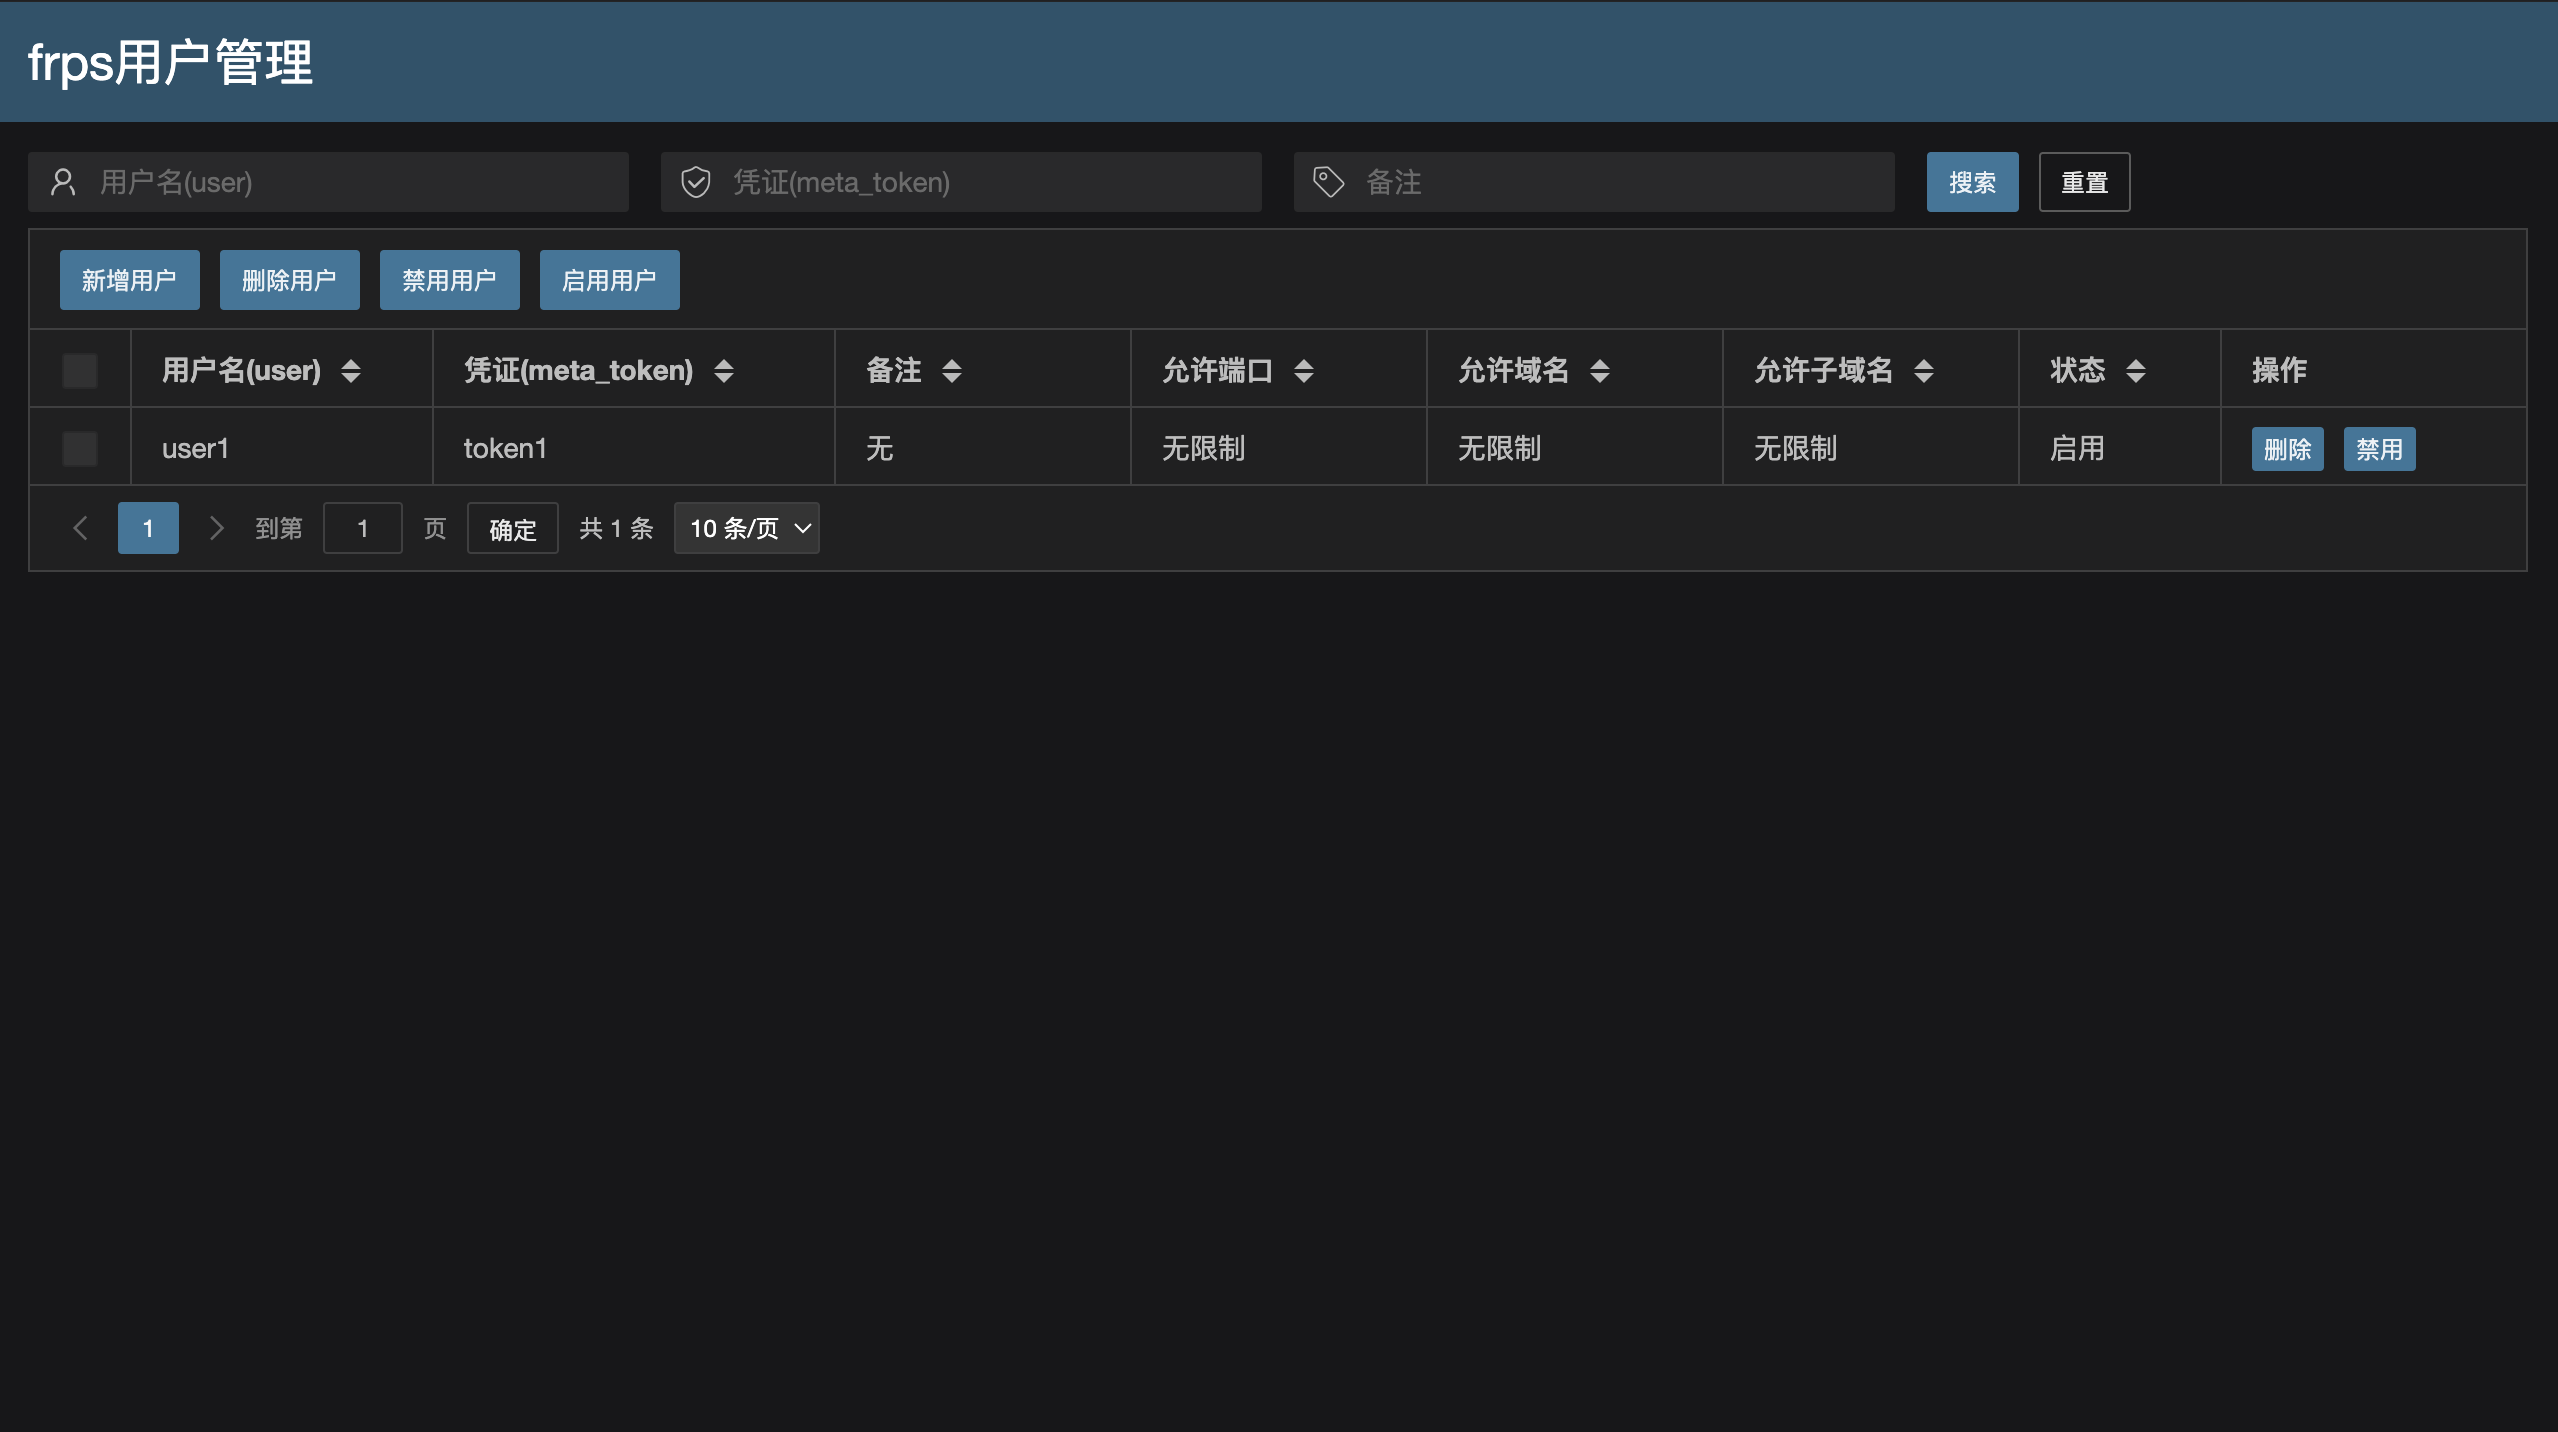 frps用户管理
用户名(user) 凭证(meta_token) 备注 搜索 重置
新增用户 删除用户 禁用用户 启用用户
用户名(user) 凭证(meta_token) 备注 允许端口 允许域名 允许子域名 状态 操作
user1 token1 无 无限制 无限制 无限制 启用 删除 禁用
1 到第 1 页 确定 共 1 条 10 条/页